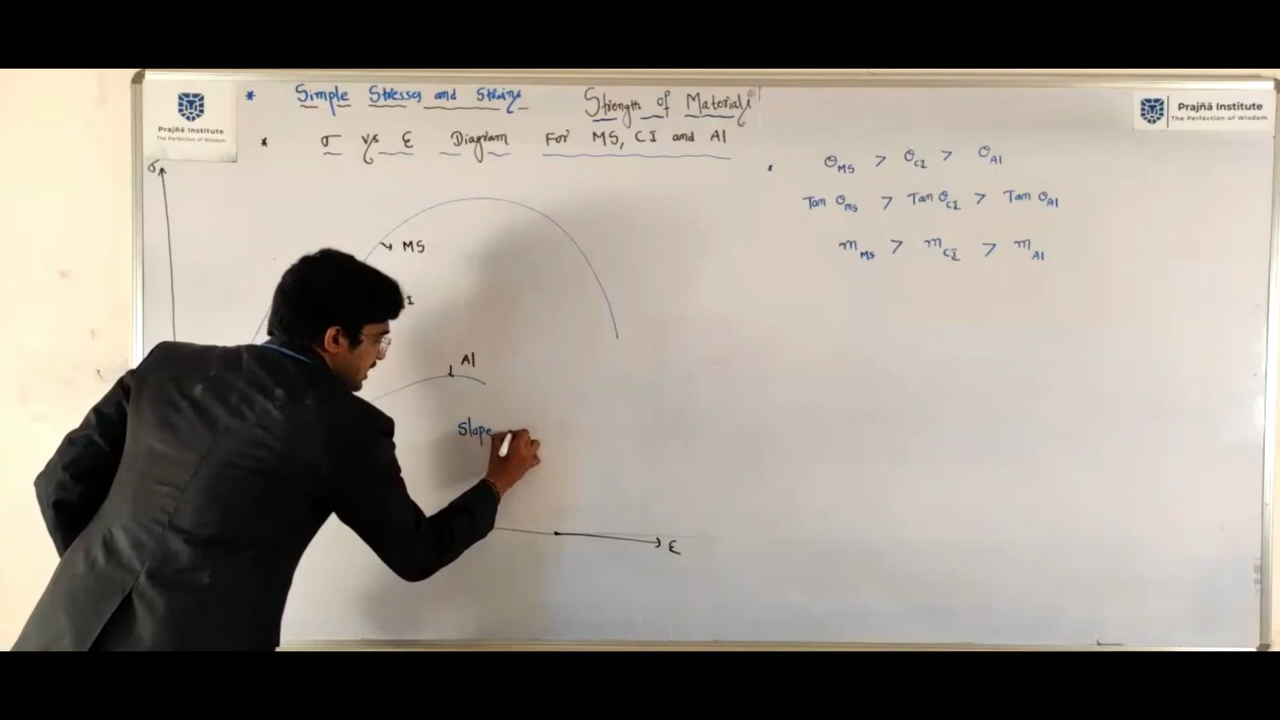 * Simple Stresses and Strains
Strength of Materials
Prajñā Institute
The Perfection of Wisdom
Prajñā Institute
The Perfection of Wisdom
* σ v/s ε Diagram For MS, CI and Al
σ
MS
I
Al
Slope
ε
* θMS > θCI > θAl
Tan θMS > Tan θCI > Tan θAl
mMS > mCI > mAl